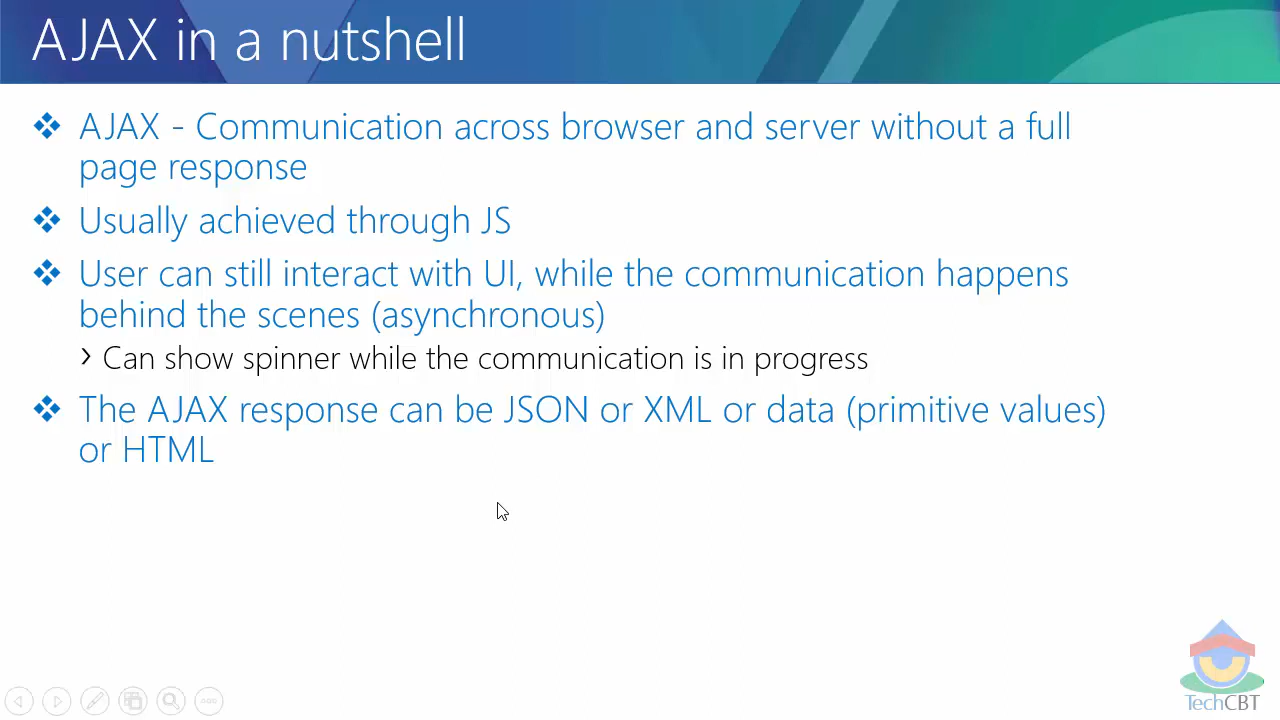 AJAX in a nutshell
AJAX - Communication across browser and server without a full
page response
Usually achieved through JS
User can still interact with UI, while the communication happens
behind the scenes (asynchronous)
Can show spinner while the communication is in progress
The AJAX response can be JSON or XML or data (primitive values)
or HTML
TechCBT